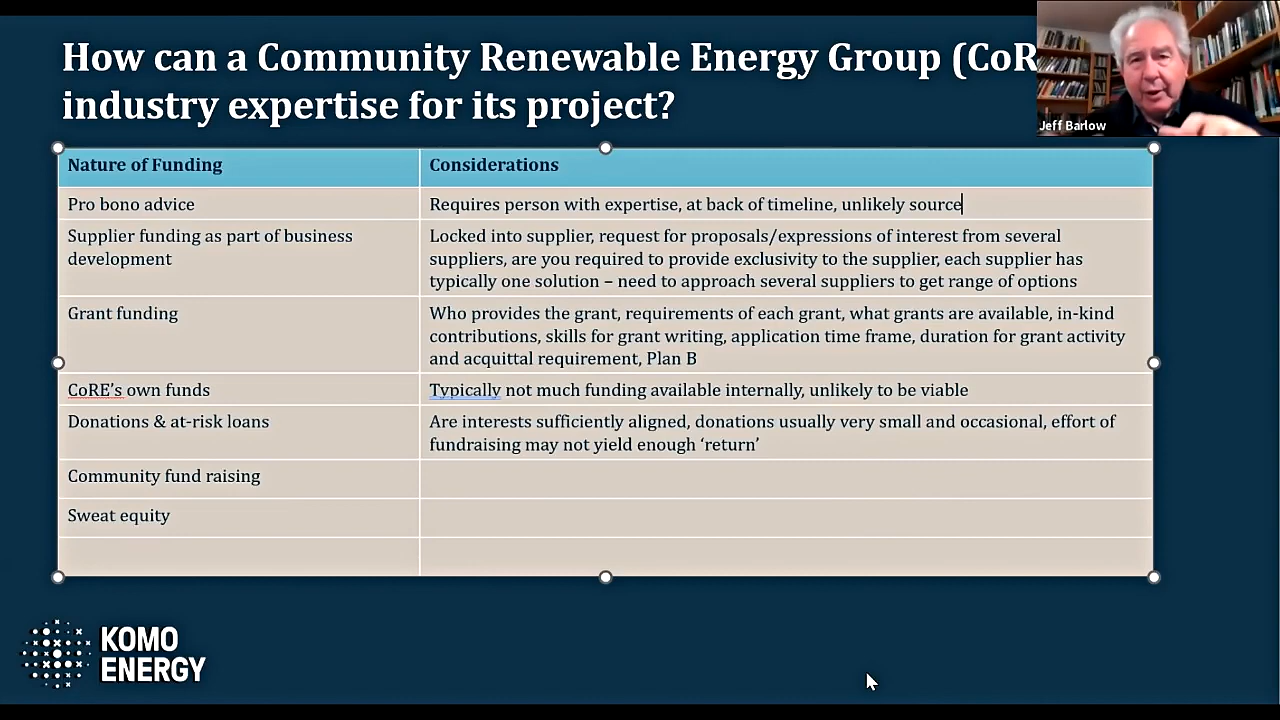 How can a Community Renewable Energy Group (CoR
industry expertise for its project?
Jeff Barlow
Nature of Funding
Considerations
Pro bono advice
Requires person with expertise, at back of timeline, unlikely source
Supplier funding as part of business
development
Locked into supplier, request for proposals/expressions of interest from several
suppliers, are you required to provide exclusivity to the supplier, each supplier has
typically one solution – need to approach several suppliers to get range of options
Grant funding
Who provides the grant, requirements of each grant, what grants are available, in-kind
contributions, skills for grant writing, application time frame, duration for grant activity
and acquittal requirement, Plan B
CoRE’s own funds
Typically not much funding available internally, unlikely to be viable
Donations & at-risk loans
Are interests sufficiently aligned, donations usually very small and occasional, effort of
fundraising may not yield enough ‘return’
Community fund raising
Sweat equity
KOMO
ENERGY